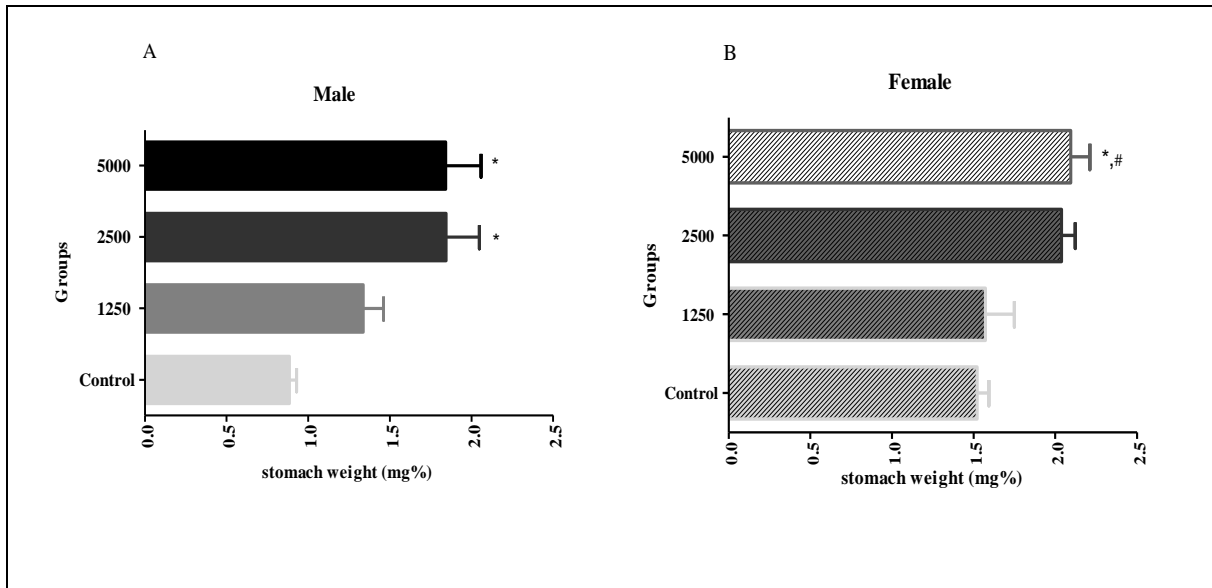 A
Male
Groups
5000
*
2500
*
1250
Control
0.0 0.5 1.0 1.5 2.0 2.5
stomach weight (mg%)
B
Female
Groups
5000
*,#
2500
1250
Control
0.0 0.5 1.0 1.5 2.0 2.5
stomach weight (mg%)